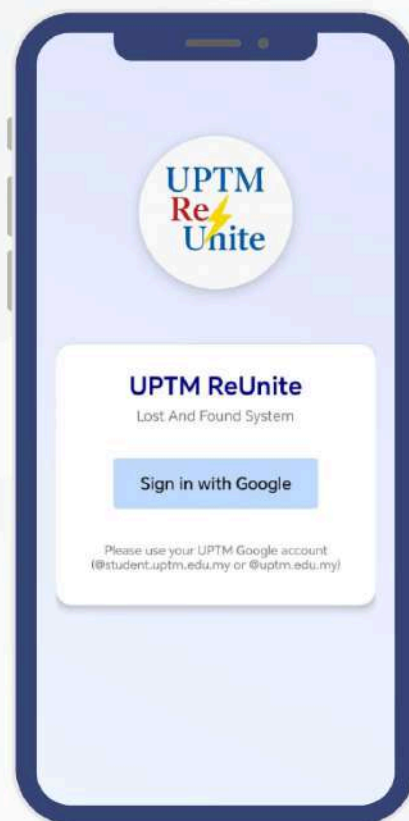 UPTM
Re
Unite
UPTM ReUnite
Lost And Found System
Sign in with Google
Please use your UPTM Google account
(@student.uptm.edu.my or @uptm.edu.my)